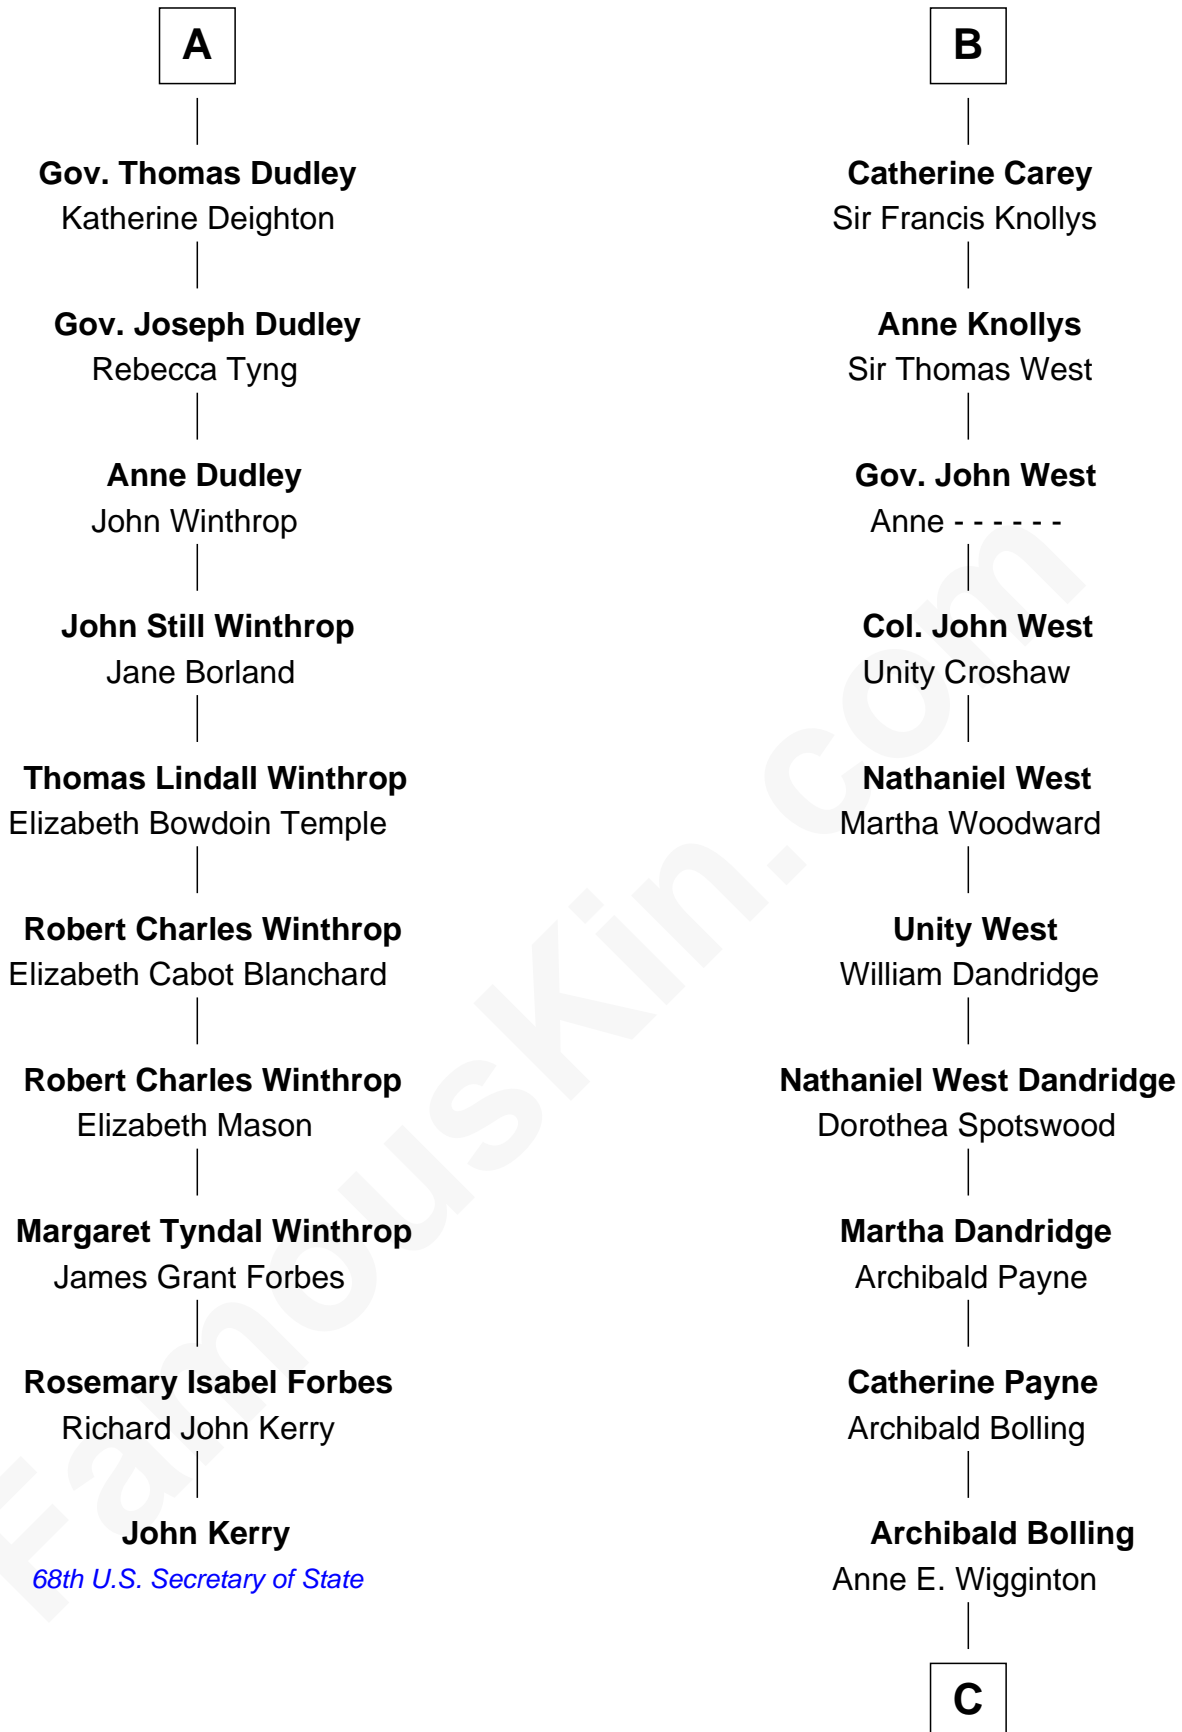 A
Gov. Thomas Dudley
Katherine Deighton
Gov. Joseph Dudley
Rebecca Tyng
Anne Dudley
John Winthrop
John Still Winthrop
Jane Borland
Thomas Lindall Winthrop
Elizabeth Bowdoin Temple
Robert Charles Winthrop
Elizabeth Cabot Blanchard
Robert Charles Winthrop
Elizabeth Mason
Margaret Tyndal Winthrop
James Grant Forbes
Rosemary Isabel Forbes
Richard John Kerry
John Kerry
68th U.S. Secretary of State
B
Catherine Carey
Sir Francis Knollys
Anne Knollys
Sir Thomas West
Gov. John West
Anne - - - - - -
Col. John West
Unity Croshaw
Nathaniel West
Martha Woodward
Unity West
William Dandridge
Nathaniel West Dandridge
Dorothea Spotswood
Martha Dandridge
Archibald Payne
Catherine Payne
Archibald Bolling
Archibald Bolling
Anne E. Wigginton
C
FamousKin.com